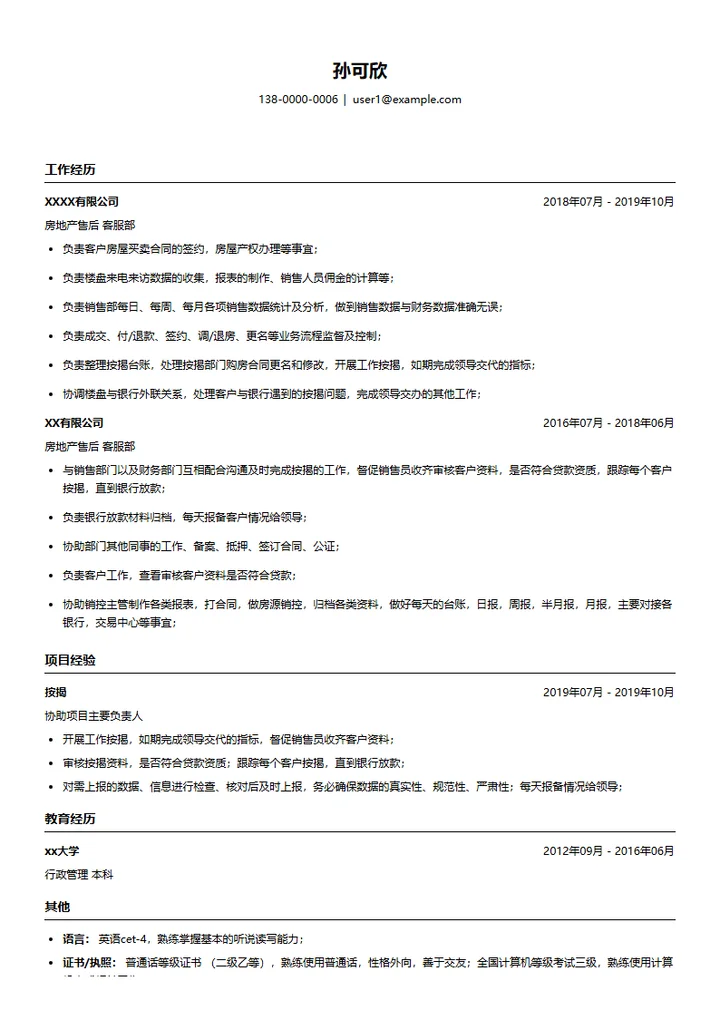 孙可欣
138-0000-0006 | user1@example.com
工作经历
XXXX有限公司 2018年07月 - 2019年10月
房地产售后 客服部
• 负责客户房屋买卖合同的签约，房屋产权办理等事宜；
• 负责楼盘来电来访数据的收集，报表的制作、销售人员佣金的计算等；
• 负责销售部每日、每周、每月各项销售数据统计及分析，做到销售数据与财务数据准确无误；
• 负责成交、付/退款、签约、调/退房、更名等业务流程监督及控制；
• 负责整理按揭台账，处理按揭部门购房合同更名和修改，开展工作按揭，如期完成领导交代的指标；
• 协调楼盘与银行外联关系，处理客户与银行遇到的按揭问题，完成领导交办的其他工作；
XX有限公司 2016年07月 - 2018年06月
房地产售后 客服部
• 与销售部门以及财务部门互相配合沟通及时完成按揭的工作，督促销售员收齐审核客户资料，是否符合贷款资质，跟踪每个客户
按揭，直到银行放款；
• 负责银行放款材料归档，每天报备客户情况给领导；
• 协助部门其他同事的工作、备案、抵押、签订合同、公证；
• 负责客户工作，查看审核客户资料是否符合贷款；
• 协助销控主管制作各类报表，打合同，做房源销控，归档各类资料，做好每天的台账，日报，周报，半月报，月报，主要对接各
银行，交易中心等事宜；
项目经验
按揭 2019年07月 - 2019年10月
协助项目主要负责人
• 开展工作按揭，如期完成领导交代的指标，督促销售员收齐客户资料；
• 审核按揭资料，是否符合贷款资质；跟踪每个客户按揭，直到银行放款；
• 对需上报的数据、信息进行检查、核对后及时上报，务必确保数据的真实性、规范性、严肃性；每天报备情况给领导；
教育经历
xx大学 2012年09月 - 2016年06月
行政管理 本科
其他
• 语言： 英语cet-4，熟练掌握基本的听说读写能力；
• 证书/执照： 普通话等级证书 （二级乙等），熟练使用普通话，性格外向，善于交友；全国计算机等级考试三级，熟练使用计算